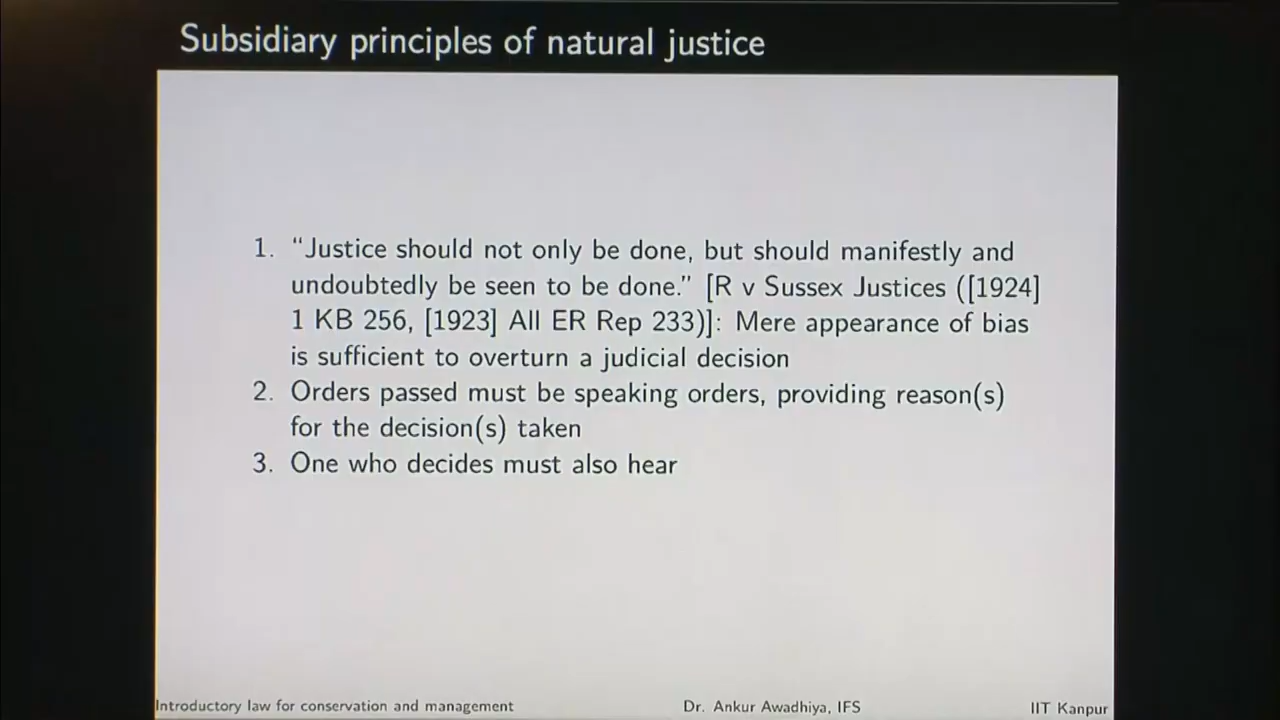 Subsidiary principles of natural justice
1. “Justice should not only be done, but should manifestly and
undoubtedly be seen to be done.” [R v Sussex Justices ([1924]
1 KB 256, [1923] All ER Rep 233)]: Mere appearance of bias
is sufficient to overturn a judicial decision
2. Orders passed must be speaking orders, providing reason(s)
for the decision(s) taken
3. One who decides must also hear
Introductory law for conservation and management Dr. Ankur Awadhiya, IFS IIT Kanpur